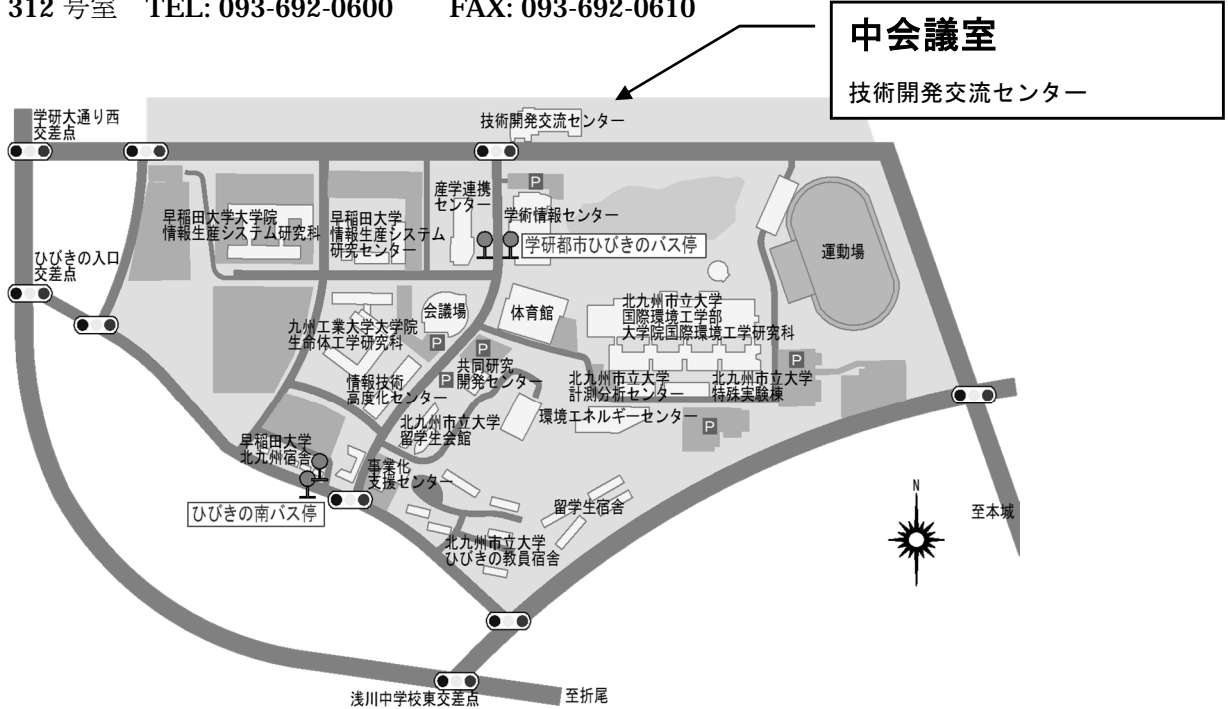 312 号室 TEL: 093-692-0600 FAX: 093-692-0610
中会議室
技術開発交流センター
学研大通り西
交差点
技術開発交流センター
P
産学連携
センター
早稲田大学大学院
情報生産システム研究科
早稲田大学
情報生産システム
研究センター
学術情報センター
学研都市ひびきのバス停
運動場
ひびきの入口
交差点
会議場
体育館
北九州市立大学
国際環境工学部
大学院国際環境工学研究科
九州工業大学大学院
生命体工学研究科
P
P
P
P
共同研究
開発センター
情報技術
高度化センター
北九州市立大学
計測分析センター
北九州市立大学
特殊実験棟
環境エネルギーセンター
P
北九州市立大学
留学生会館
早稲田大学
北九州宿舎
事業化
支援センター
ひびきの南バス停
留学生宿舎
N
至本城
北九州市立大学
ひびきの教員宿舎
浅川中学校東交差点
至折尾